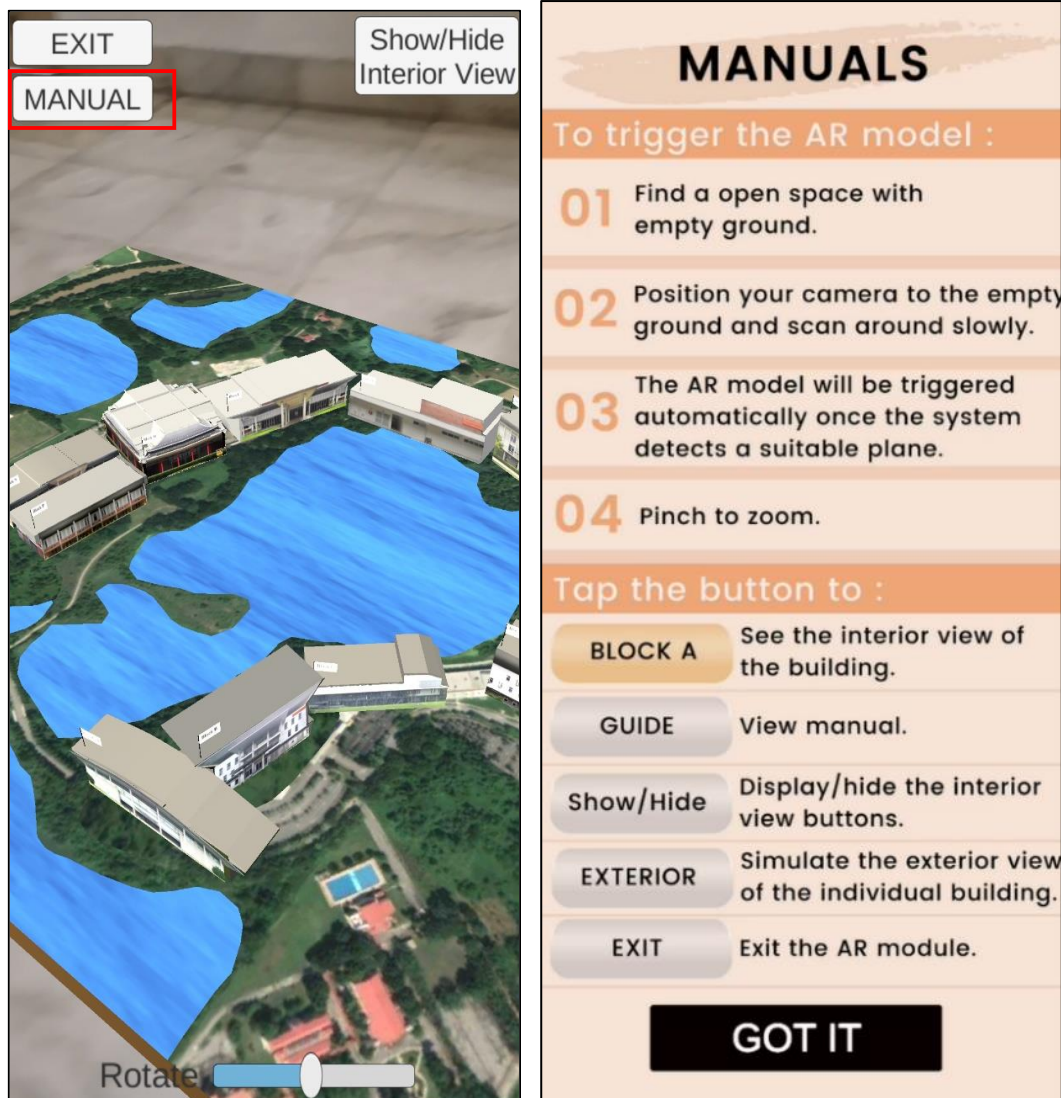 EXIT
MANUAL
Show/Hide
Interior View
Rotate
MANUALS
To trigger the AR model :
01 Find a open space with
empty ground.
02 Position your camera to the empty
ground and scan around slowly.
03 The AR model will be triggered
automatically once the system
detects a suitable plane.
04 Pinch to zoom.
Tap the button to :
BLOCK A See the interior view of
the building.
GUIDE View manual.
Show/Hide Display/hide the interior
view buttons.
EXTERIOR Simulate the exterior view
of the individual building.
EXIT Exit the AR module.
GOT IT